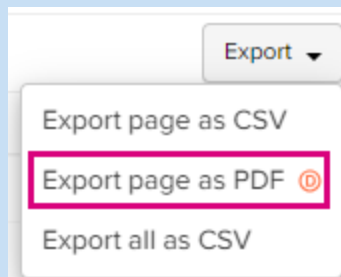 Export
Export page as CSV
Export page as PDF D
Export all as CSV